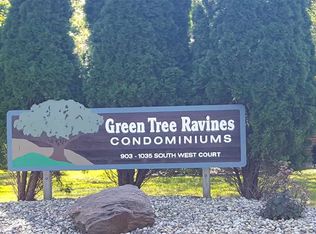 Green Tree Ravines
CONDOMINIUMS
903 - 1035 SOUTH WEST COURT